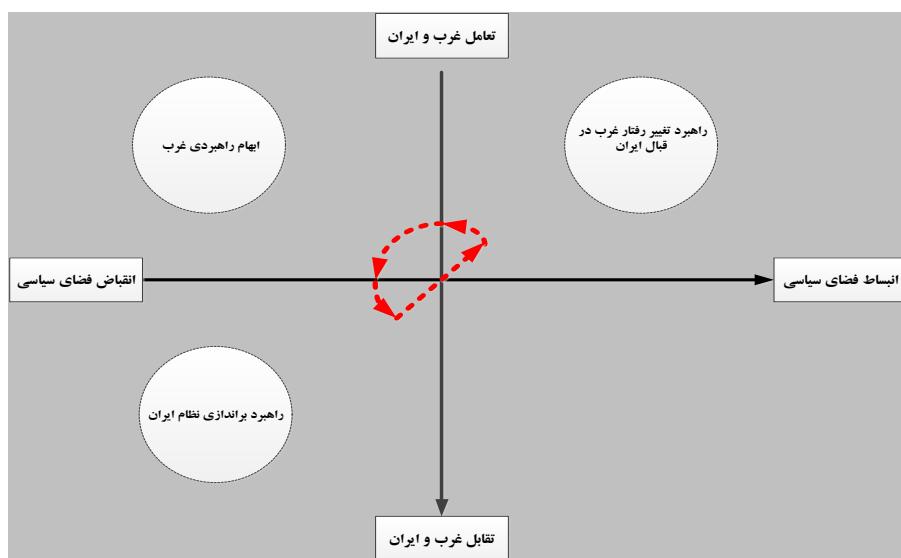 تعامل غرب و ایران
راهبرد تغییر رفتار غرب در
قبال ایران
ابهام راهبردی غرب
انبساط فضای سیاسی
انقباض فضای سیاسی
راهبرد براندازی نظام ایران
تقابل غرب و ایران